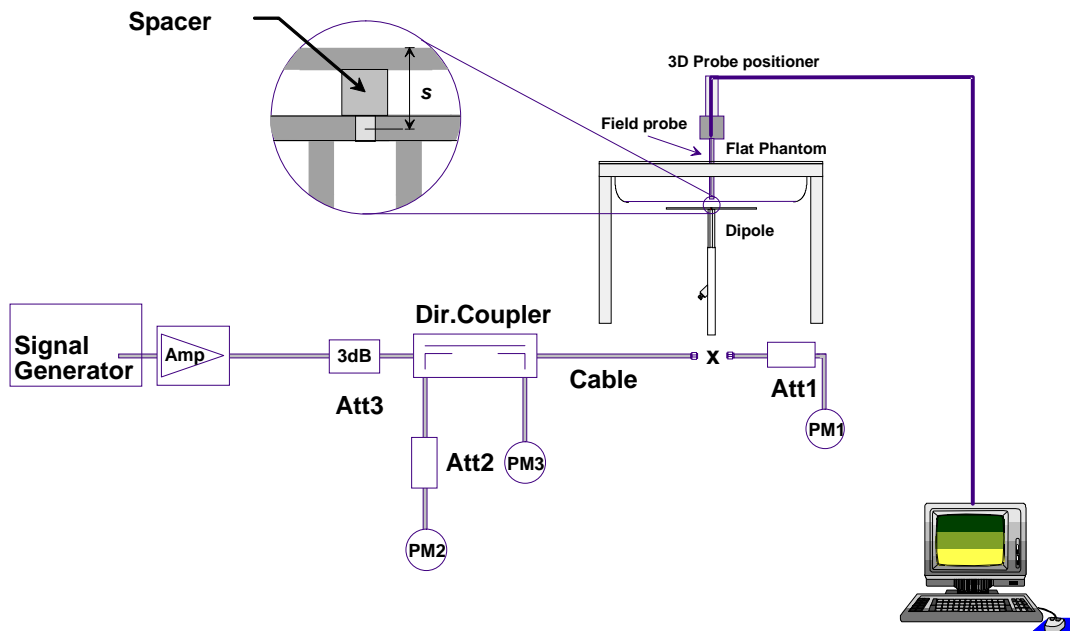 Spacer
s
3D Probe positioner
Field probe
Flat Phantom
Dipole
Dir.Coupler
Signal
Generator
Amp
3dB
Att3
Cable
x
Att1
PM1
Att2
PM3
PM2